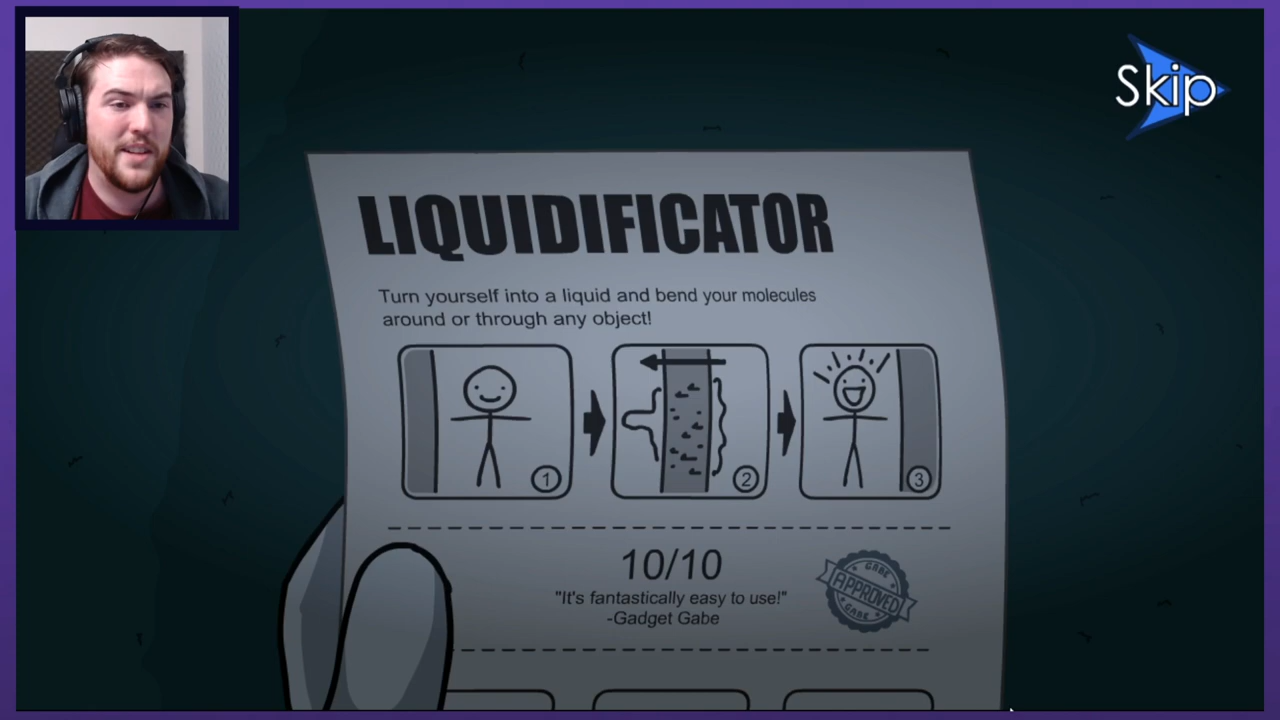 Skip
LIQUIDIFICATOR
Turn yourself into a liquid and bend your molecules
around or through any object!
1
2
3
10/10
"It's fantastically easy to use!"
-Gadget Gabe
GABE
APPROVED
GABE